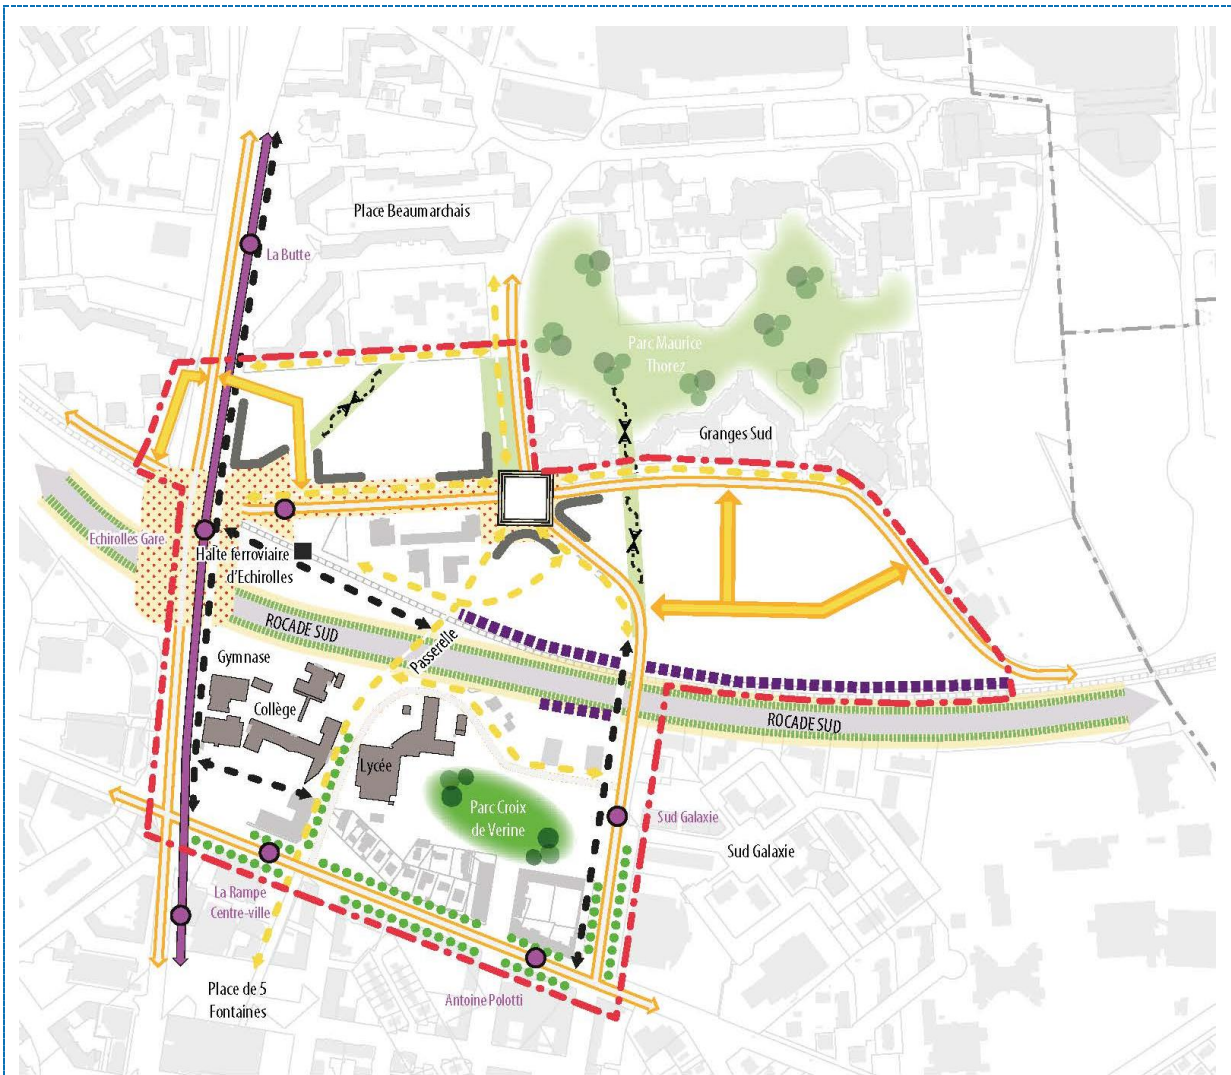 Place Beaumarchais
La Butte
Parc Maurice
Thorez
Granges Sud
Echirolles Gare
Halte ferroviaire
d'Echirolles
ROCADE SUD
Passerelle
Gymnase
Collège
Lycée
ROCADE SUD
Parc Croix
de Verine
Sud Galaxie
Sud Galaxie
La Rampe
Centre-ville
Place de 5
Fontaines
Antoine Polotti